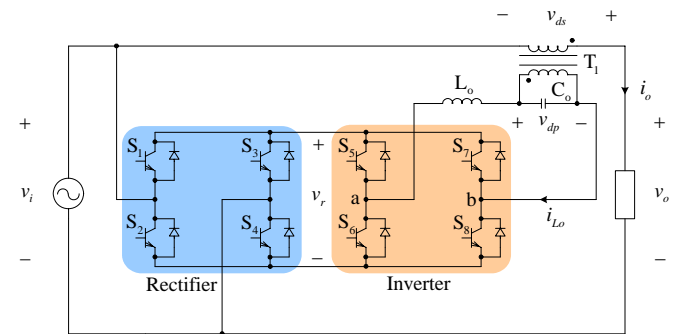 − v_ds +
T_1
L_o
C_o
i_o
+ v_dp −
+
v_i
−
S_1
S_3
S_2
S_4
+
v_r
−
S_5
S_7
a
b
S_6
S_8
i_Lo
+
v_o
−
Rectifier
Inverter